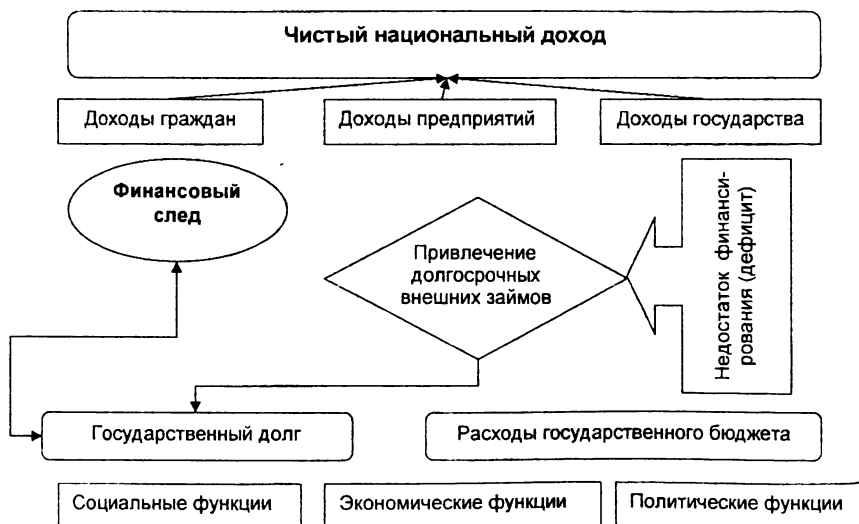 Чистый национальный доход
Доходы граждан
Доходы предприятий
Доходы государства
Финансовый
след
Привлечение
долгосрочных
внешних займов
Недостаток финанси-
рования (дефицит)
Государственный долг
Расходы государственного бюджета
Социальные функции
Экономические функции
Политические функции